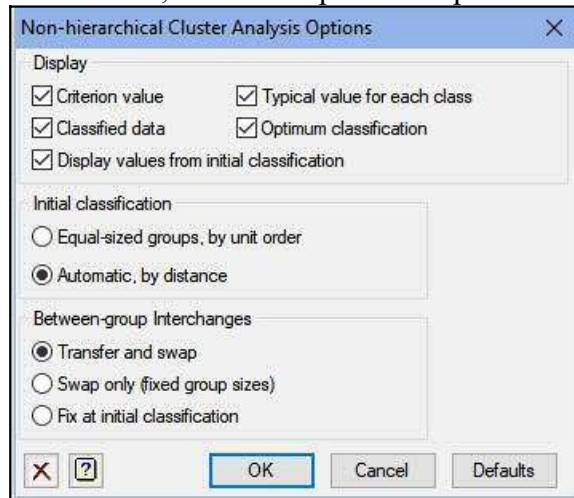 Non-hierarchical Cluster Analysis Options
Display
Criterion value
Typical value for each class
Classified data
Optimum classification
Display values from initial classification
Initial classification
Equal-sized groups, by unit order
Automatic, by distance
Between-group Interchanges
Transfer and swap
Swap only (fixed group sizes)
Fix at initial classification
OK
Cancel
Defaults